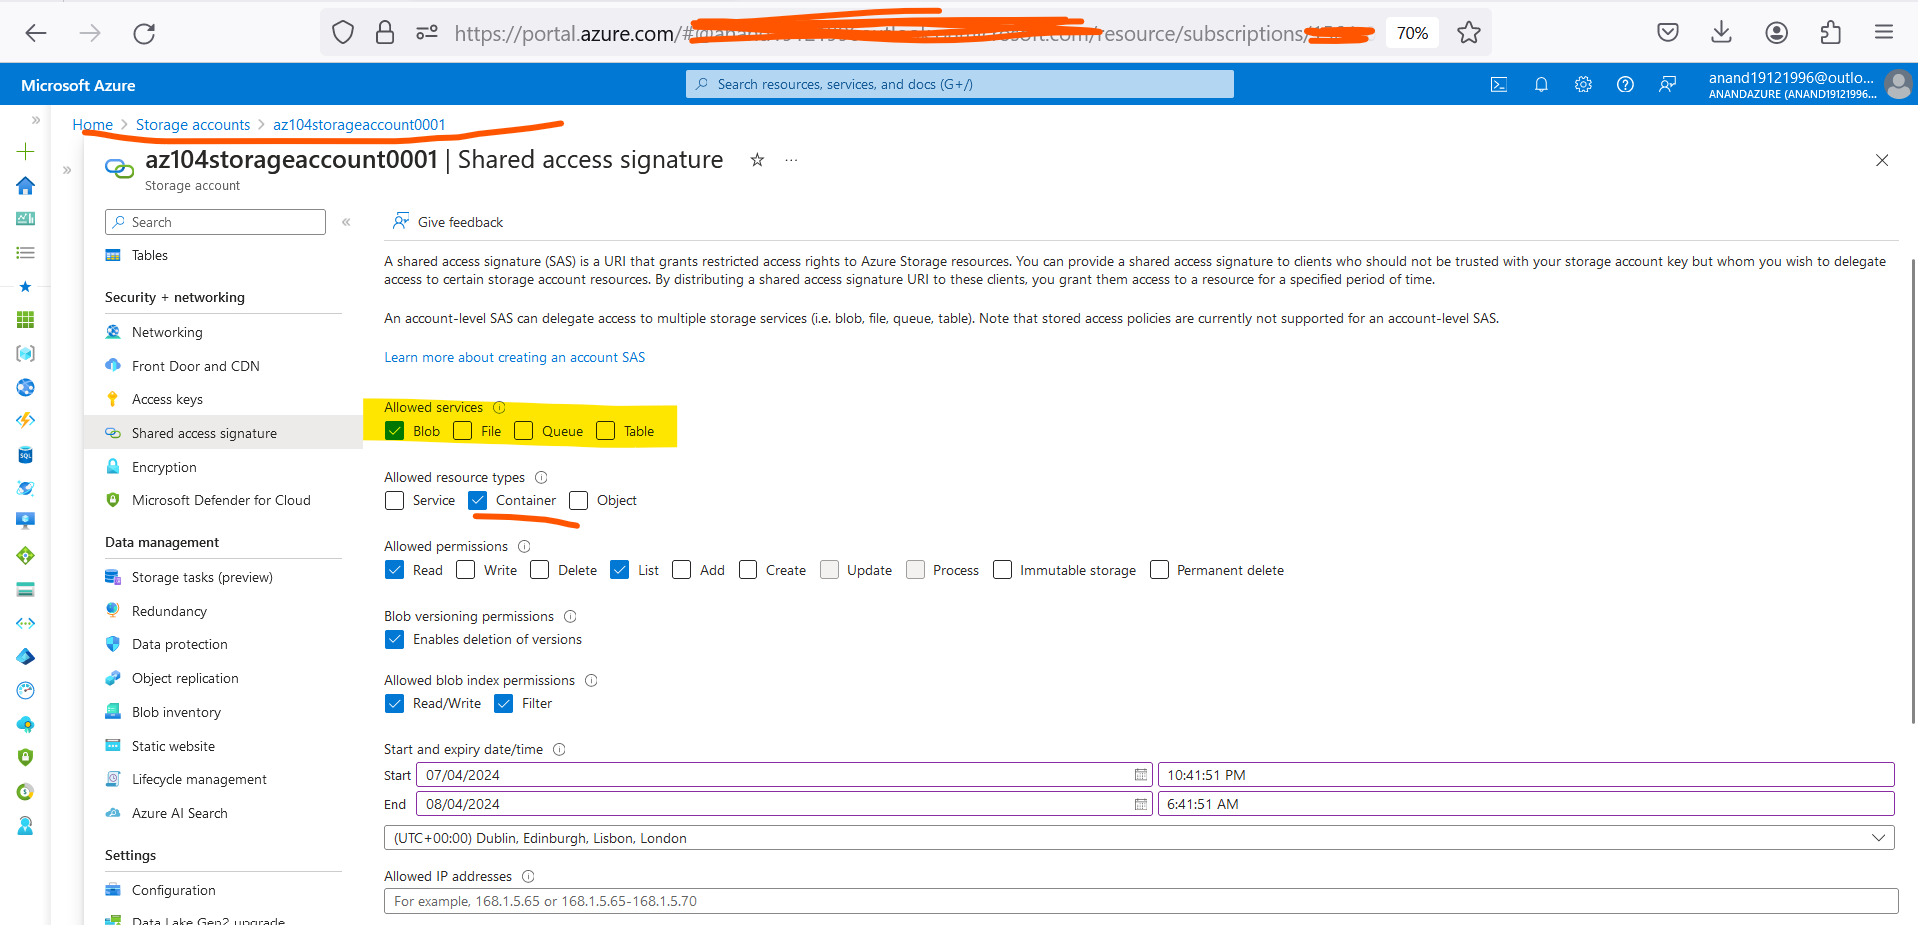 https://portal.azure.com/# /resource/subscriptions/ 70%
Microsoft Azure
Search resources, services, and docs (G+/)
anand19121996@outlo...
ANANDAZURE (ANAND19121996...
Home > Storage accounts > az104storageaccount0001
az104storageaccount0001 | Shared access signature
Storage account
Search
Tables
Security + networking
Networking
Front Door and CDN
Access keys
Shared access signature
Encryption
Microsoft Defender for Cloud
Data management
Storage tasks (preview)
Redundancy
Data protection
Object replication
Blob inventory
Static website
Lifecycle management
Azure AI Search
Settings
Configuration
Data Lake Gen2 upgrade
Give feedback
A shared access signature (SAS) is a URI that grants restricted access rights to Azure Storage resources. You can provide a shared access signature to clients who should not be trusted with your storage account key but whom you wish to delegate
access to certain storage account resources. By distributing a shared access signature URI to these clients, you grant them access to a resource for a specified period of time.
An account-level SAS can delegate access to multiple storage services (i.e. blob, file, queue, table). Note that stored access policies are currently not supported for an account-level SAS.
Learn more about creating an account SAS
Allowed services
Blob File Queue Table
Allowed resource types
Service Container Object
Allowed permissions
Read Write Delete List Add Create Update Process Immutable storage Permanent delete
Blob versioning permissions
Enables deletion of versions
Allowed blob index permissions
Read/Write Filter
Start and expiry date/time
Start 07/04/2024 10:41:51 PM
End 08/04/2024 6:41:51 AM
(UTC+00:00) Dublin, Edinburgh, Lisbon, London
Allowed IP addresses
For example, 168.1.5.65 or 168.1.5.65-168.1.5.70